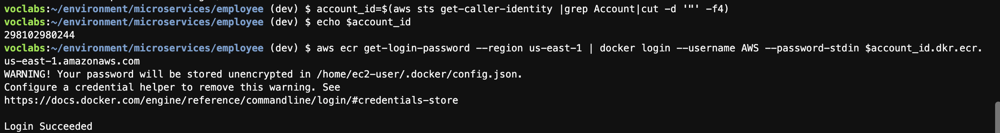 voclabs:~/environment/microservices/employee (dev) $ account_id=$(aws sts get-caller-identity |grep Account|cut -d '"' -f4)
voclabs:~/environment/microservices/employee (dev) $ echo $account_id
298102980244
voclabs:~/environment/microservices/employee (dev) $ aws ecr get-login-password --region us-east-1 | docker login --username AWS --password-stdin $account_id.dkr.ecr.
us-east-1.amazonaws.com
WARNING! Your password will be stored unencrypted in /home/ec2-user/.docker/config.json.
Configure a credential helper to remove this warning. See
https://docs.docker.com/engine/reference/commandline/login/#credentials-store
Login Succeeded